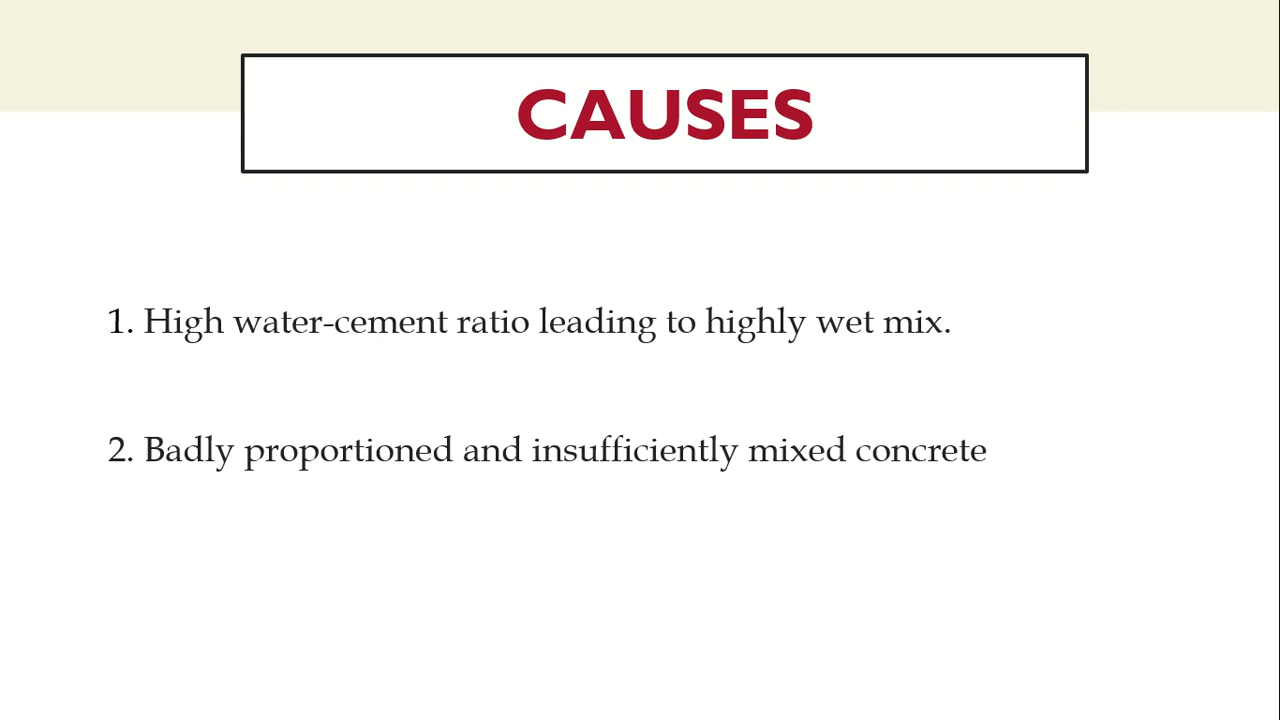 CAUSES
1. High water-cement ratio leading to highly wet mix.
2. Badly proportioned and insufficiently mixed concrete